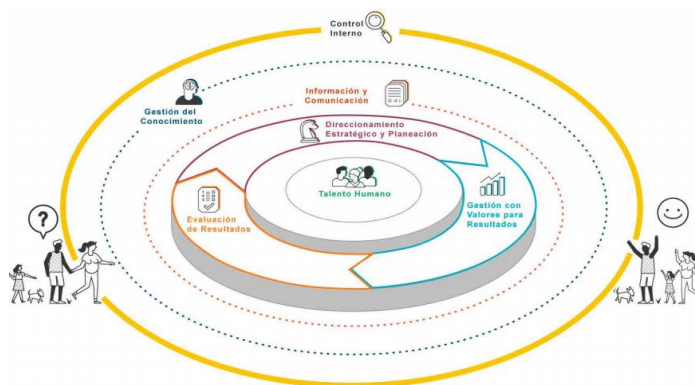 Control
Interno
Información y
Comunicación
Gestión del
Conocimiento
Direccionamiento
Estratégico y Planeación
Talento Humano
Gestión con
Valores para
Resultados
Evaluación
de Resultados
?